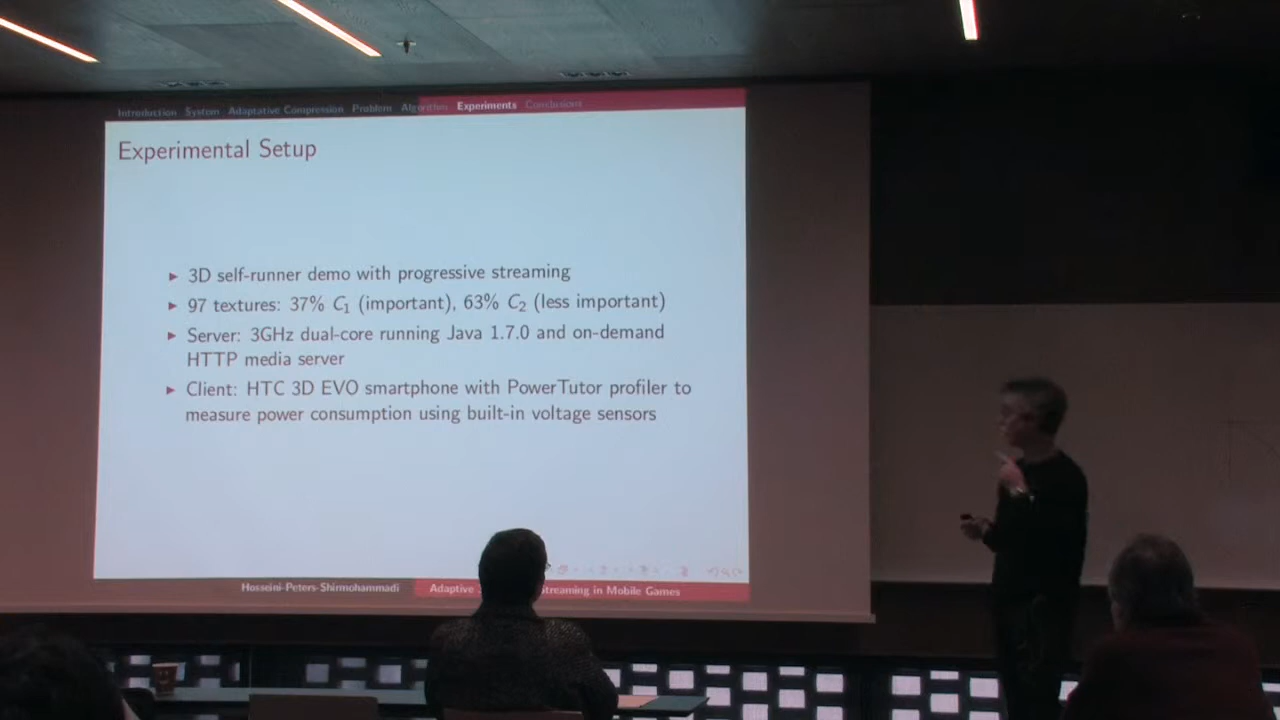 Introduction System Adaptative Compression Problem Algorithm Experiments Conclusions
Experimental Setup
▸ 3D self-runner demo with progressive streaming
▸ 97 textures: 37% C₁ (important), 63% C₂ (less important)
▸ Server: 3GHz dual-core running Java 1.7.0 and on-demand
HTTP media server
▸ Client: HTC 3D EVO smartphone with PowerTutor profiler to
measure power consumption using built-in voltage sensors
Hosseini-Peters-Shirmohammadi
Adaptive Streaming in Mobile Games